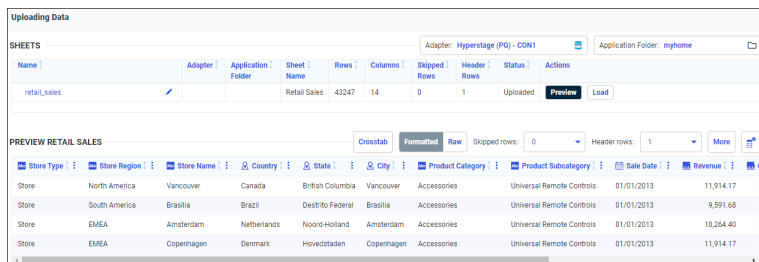 Uploading Data
SHEETS Adapter: Hyperstage (PG) - CON1 Application Folder: myhome
Name Adapter Application Folder Sheet Name Rows Columns Skipped Rows Header Rows Status Actions
retail_sales Retail Sales 43247 14 0 1 Uploaded Preview Load
PREVIEW RETAIL SALES Crosstab Formatted Raw Skipped rows: 0 Header rows: 1 More
Abc Store Type Abc Store Region Abc Store Name Country State City Abc Product Category Abc Product Subcategory Sale Date Revenue
Store North America Vancouver Canada British Columbia Vancouver Accessories Universal Remote Controls 01/01/2013 11,914.17
Store South America Brasilia Brazil Destrito Federal Brasilia Accessories Universal Remote Controls 01/01/2013 9,591.68
Store EMEA Amsterdam Netherlands Noord-Holland Amsterdam Accessories Universal Remote Controls 01/01/2013 10,264.40
Store EMEA Copenhagen Denmark Hovedstaden Copenhagen Accessories Universal Remote Controls 01/01/2013 11,914.17